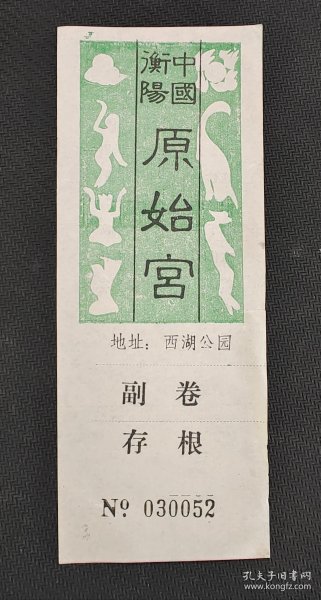 中國
衡陽
原始宮
地址：西湖公园
副卷
存根
Nº 030052
孔夫子旧书网
kongfz.com